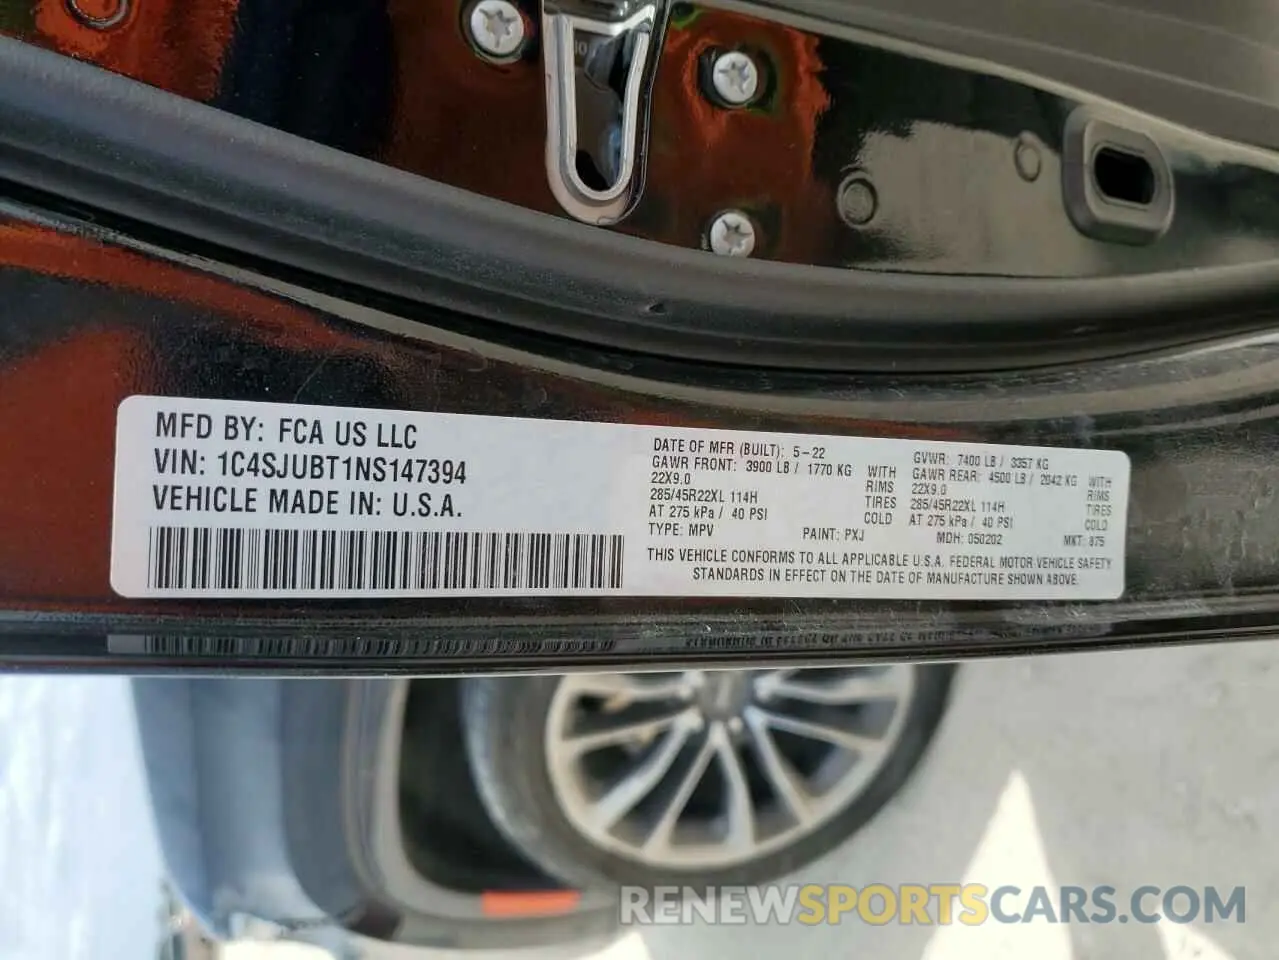 MFD BY: FCA US LLC
VIN: 1C4SJUBT1NS147394
VEHICLE MADE IN: U.S.A.
DATE OF MFR (BUILT): 5-22
GAWR FRONT: 3900 LB / 1770 KG WITH
22X9.0 RIMS
285/45R22XL 114H TIRES
AT 275 kPa / 40 PSI COLD
TYPE: MPV PAINT: PXJ
GVWR: 7400 LB / 3357 KG
GAWR REAR: 4500 LB / 2042 KG WITH
22X9.0 RIMS
285/45R22XL 114H TIRES
AT 275 kPa / 40 PSI COLD
MDH: 050202 MKT: 875
THIS VEHICLE CONFORMS TO ALL APPLICABLE U.S.A. FEDERAL MOTOR VEHICLE SAFETY
STANDARDS IN EFFECT ON THE DATE OF MANUFACTURE SHOWN ABOVE.
RENEWSPORTSCARS.COM